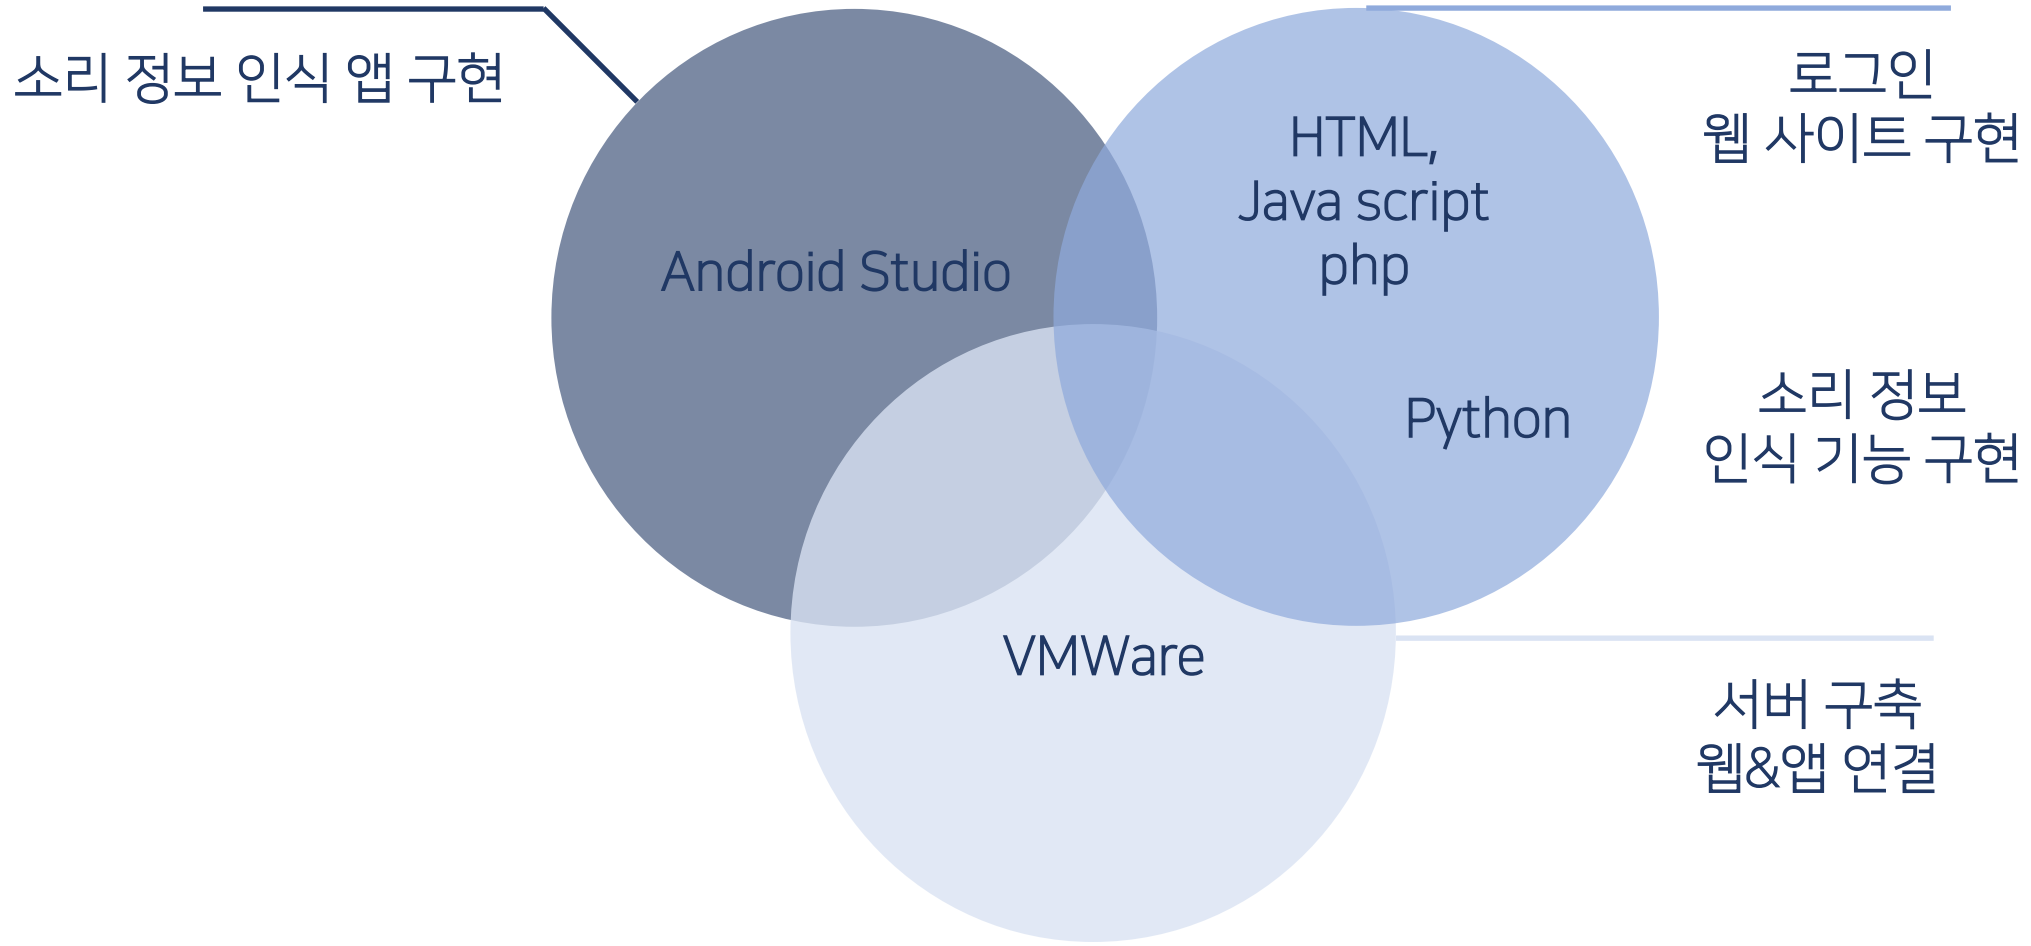 소리 정보 인식 앱 구현
Android Studio
HTML,
Java script
php
Python
VMWare
로그인
웹 사이트 구현
소리 정보
인식 기능 구현
서버 구축
웹&앱 연결